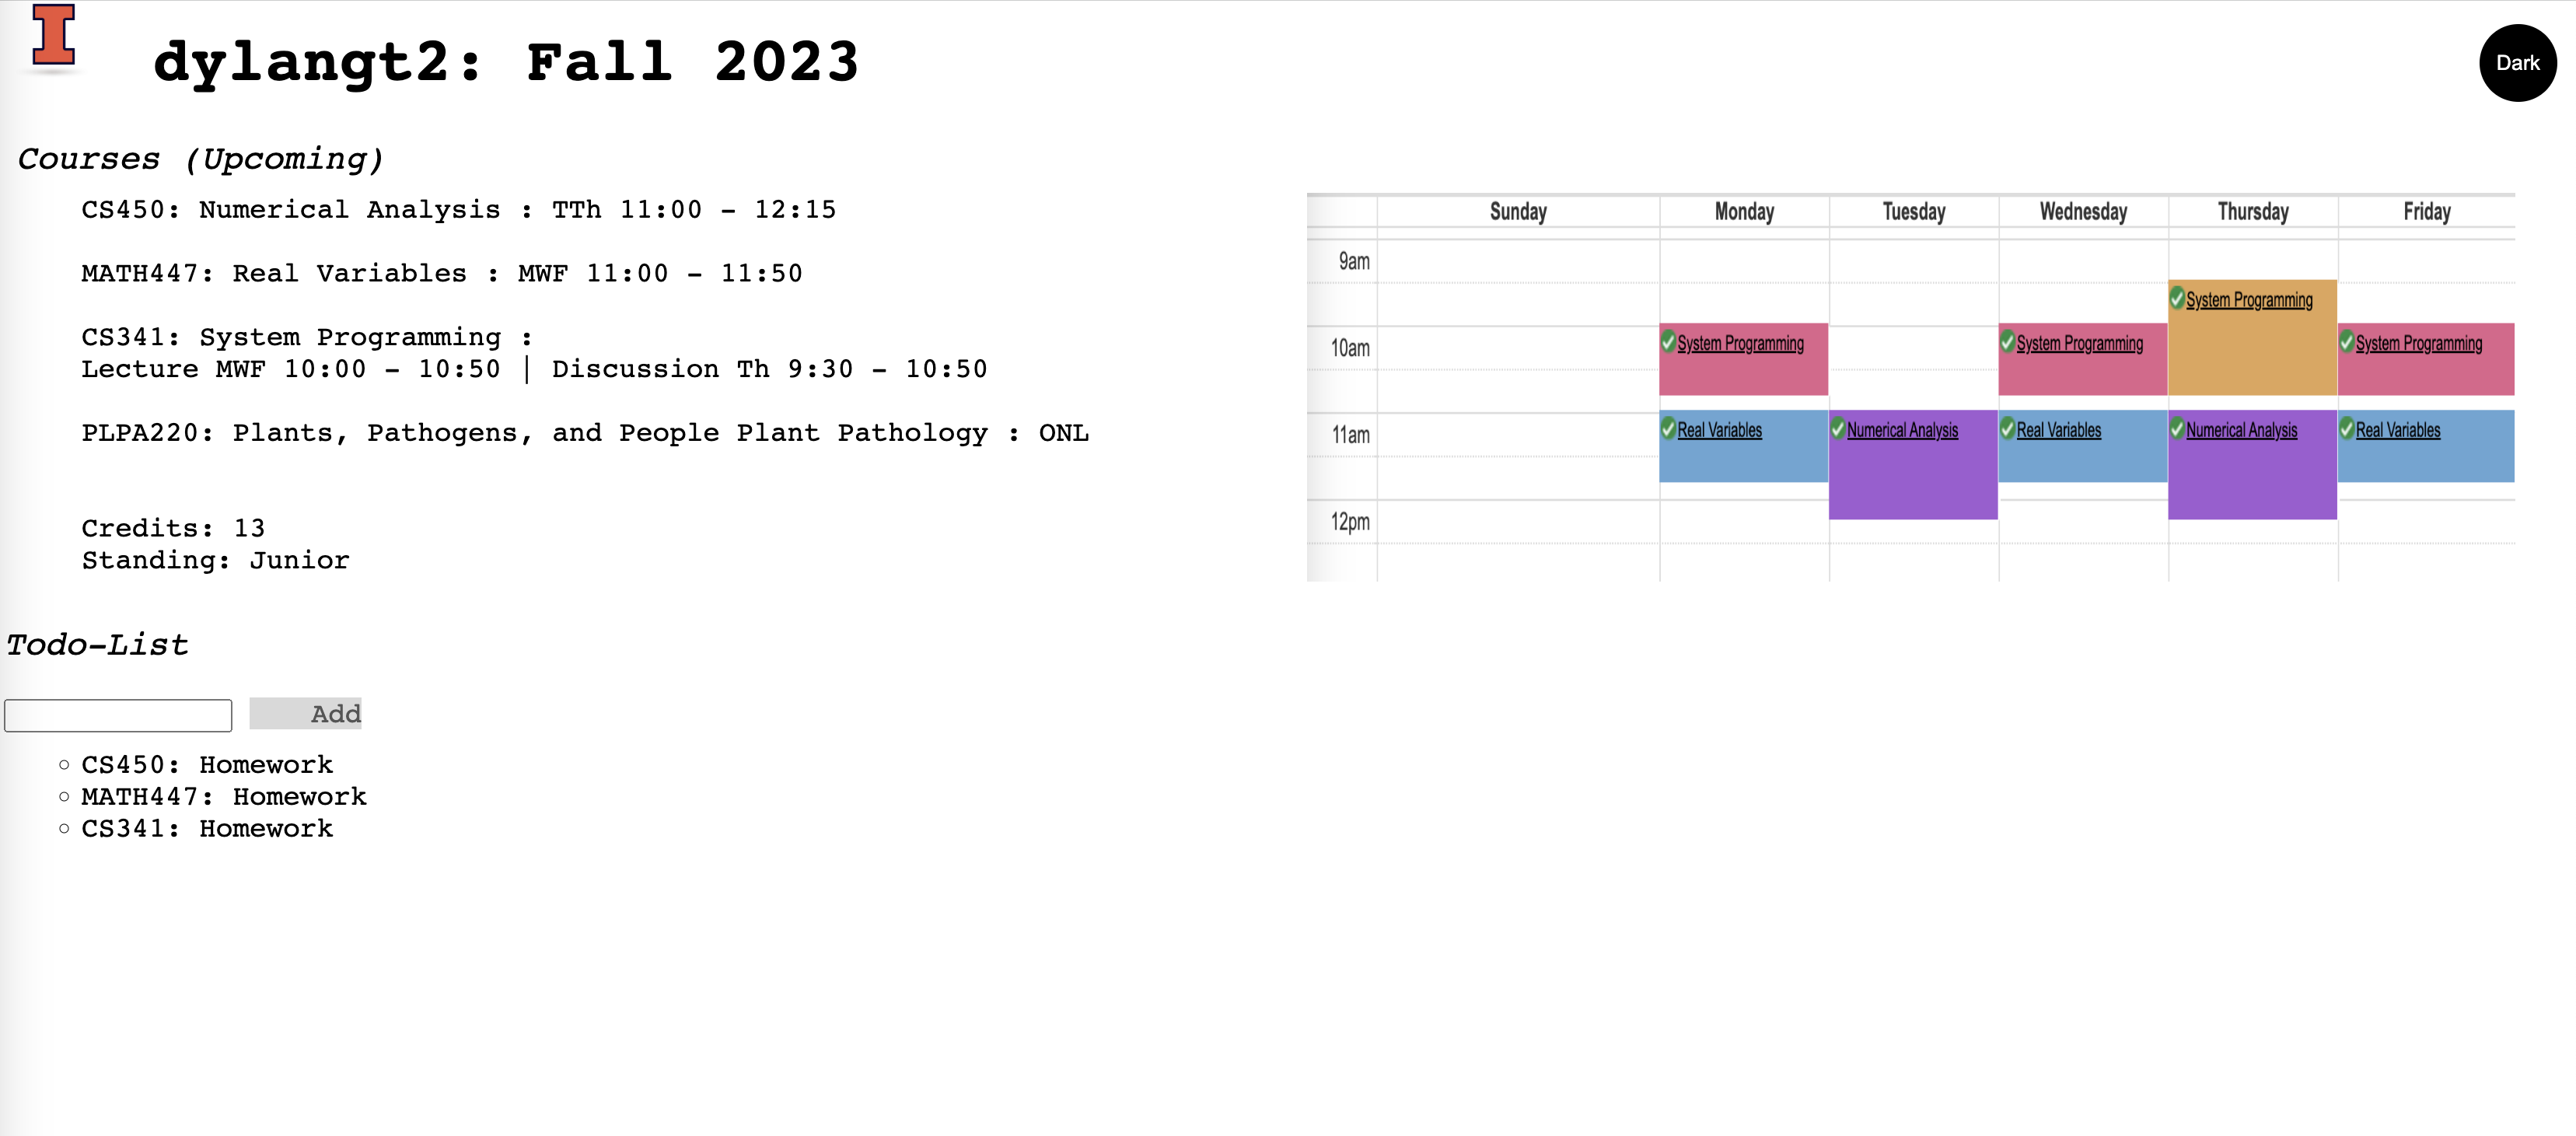 I
dylangt2: Fall 2023
Dark
Courses (Upcoming)
CS450: Numerical Analysis : TTh 11:00 - 12:15
MATH447: Real Variables : MWF 11:00 - 11:50
CS341: System Programming :
Lecture MWF 10:00 - 10:50 | Discussion Th 9:30 - 10:50
PLPA220: Plants, Pathogens, and People Plant Pathology : ONL
Credits: 13
Standing: Junior
Sunday Monday Tuesday Wednesday Thursday Friday
9am
System Programming
10am System Programming System Programming System Programming
11am Real Variables Numerical Analysis Real Variables Numerical Analysis Real Variables
12pm
Todo-List
Add
CS450: Homework
MATH447: Homework
CS341: Homework